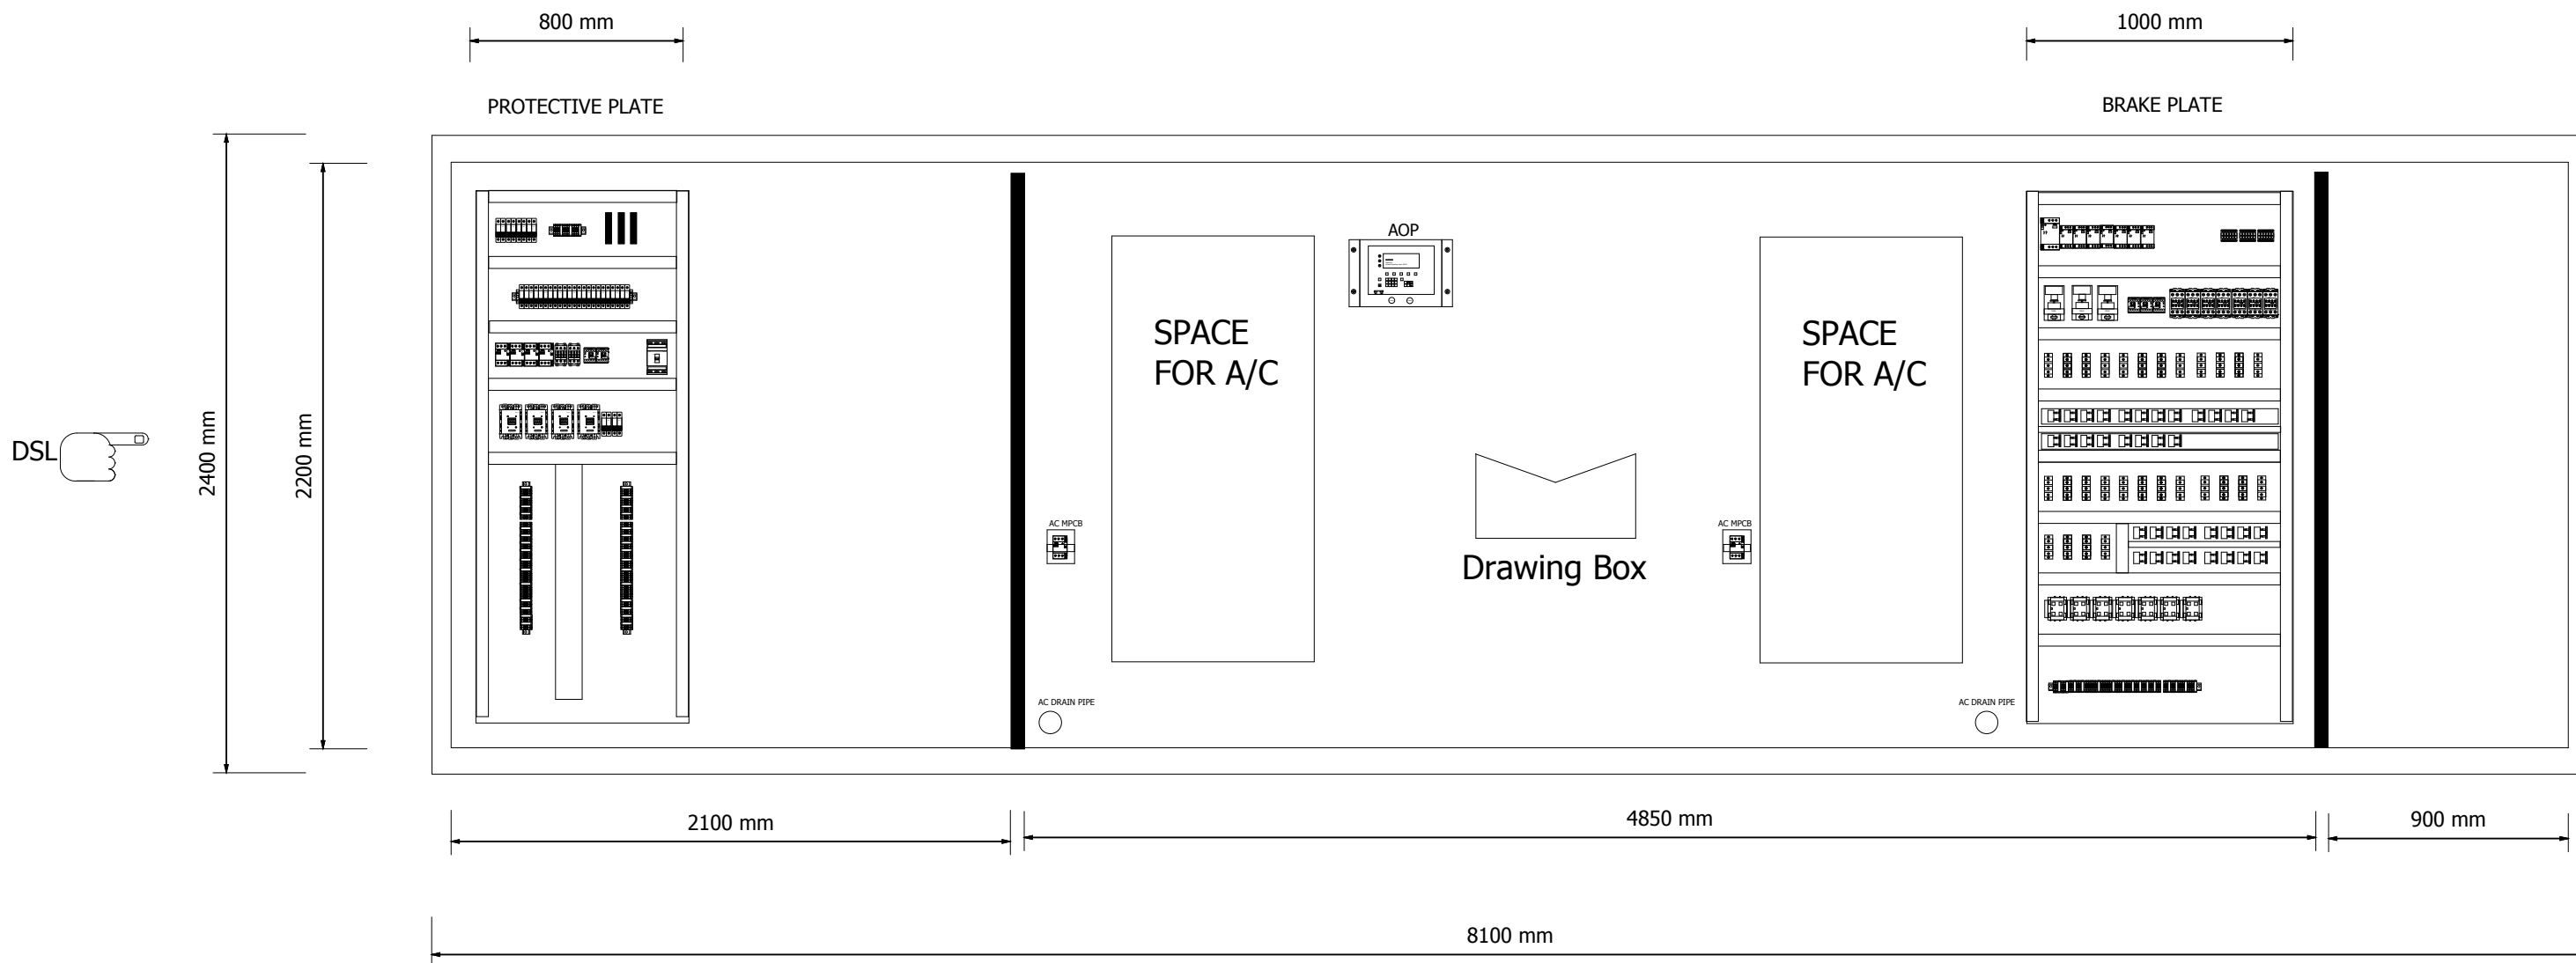 800 mm
1000 mm
PROTECTIVE PLATE
BRAKE PLATE
AOP
SPACE
FOR A/C
SPACE
FOR A/C
DSL
2400 mm
2200 mm
AC MPCB
AC MPCB
Drawing Box
AC DRAIN PIPE
AC DRAIN PIPE
2100 mm
4850 mm
900 mm
8100 mm